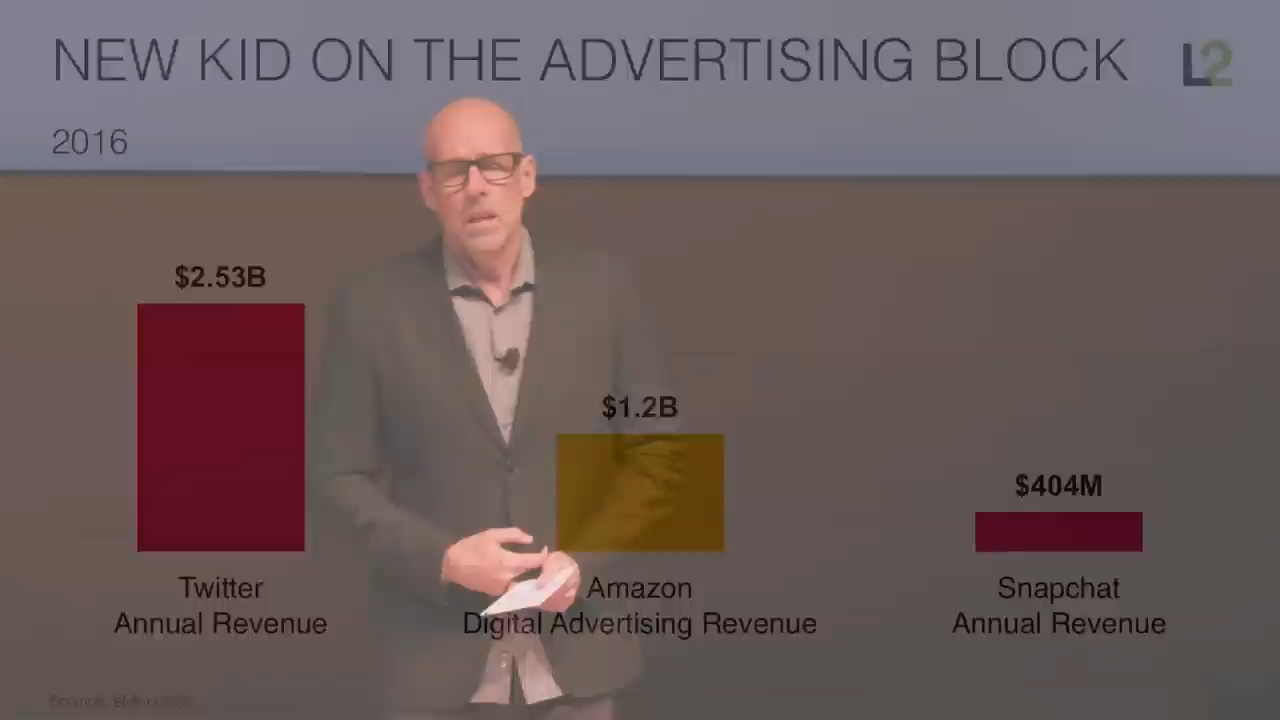 NEW KID ON THE ADVERTISING BLOCK
L2
2016
$2.53B
$1.2B
$404M
Twitter
Annual Revenue
Amazon
Digital Advertising Revenue
Snapchat
Annual Revenue